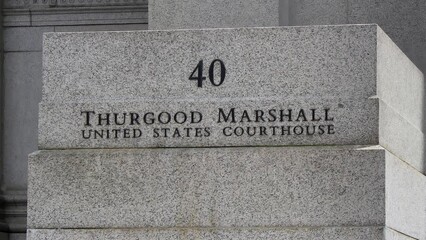 40
THURGOOD MARSHALL
UNITED STATES COURTHOUSE